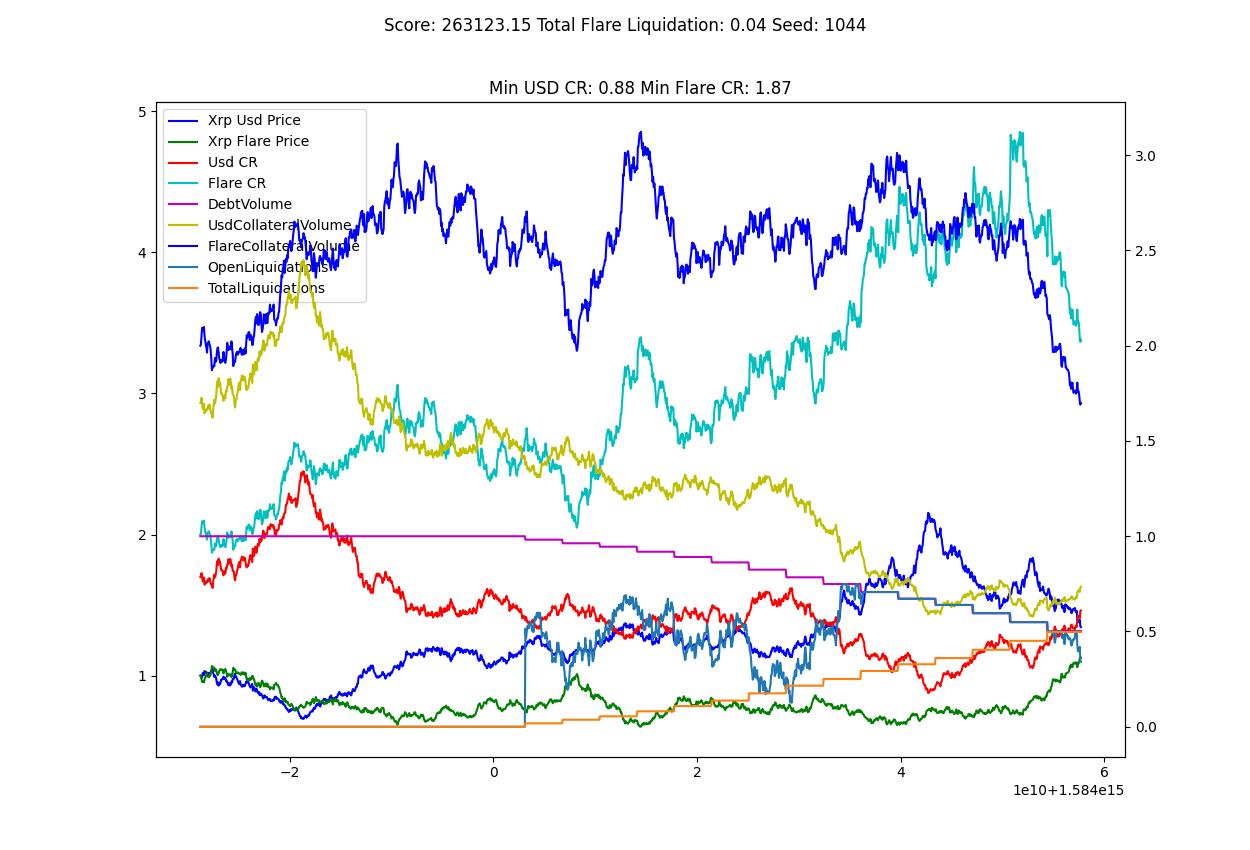 Score: 263123.15 Total Flare Liquidation: 0.04 Seed: 1044
Min USD CR: 0.88 Min Flare CR: 1.87
Xrp Usd Price
Xrp Flare Price
Usd CR
Flare CR
DebtVolume
UsdCollateralVolume
FlareCollateralVolume
OpenLiquidations
TotalLiquidations
5
4
3
2
1
3.0
2.5
2.0
1.5
1.0
0.5
0.0
−2
0
2
4
6
1e10+1.584e15